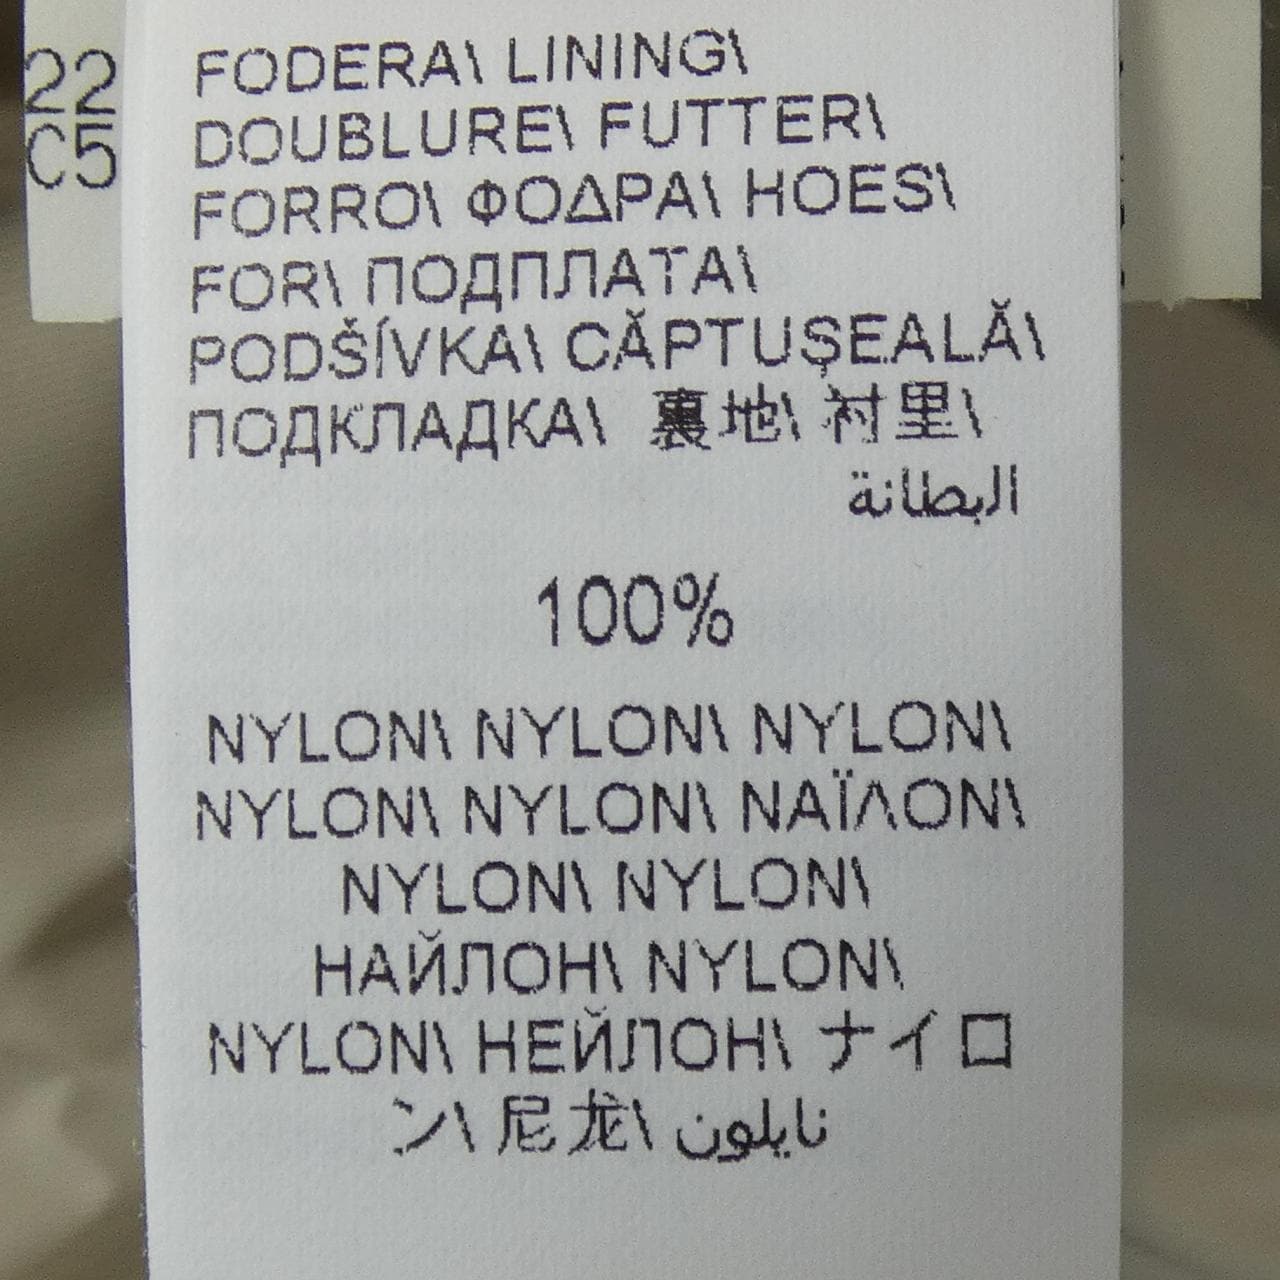 22
C5
FODERA\ LINING\
DOUBLURE\ FUTTER\
FORRO\ ΦΟΔΡΑ\ HOES\
FOR\ ПОДПЛАТА\
PODŠÍVKA\ CĂPTUŞEALĂ\
ПОДКЛАДКА\ 裏地\ 衬里\
البطانة
100%
NYLON\ NYLON\ NYLON\
NYLON\ NYLON\ ΝΑΪΛΟΝ\
NYLON\ NYLON\
НАЙЛОН\ NYLON\
NYLON\ НЕЙЛОН\ ナイロ
ン\ 尼龙\ نايلون